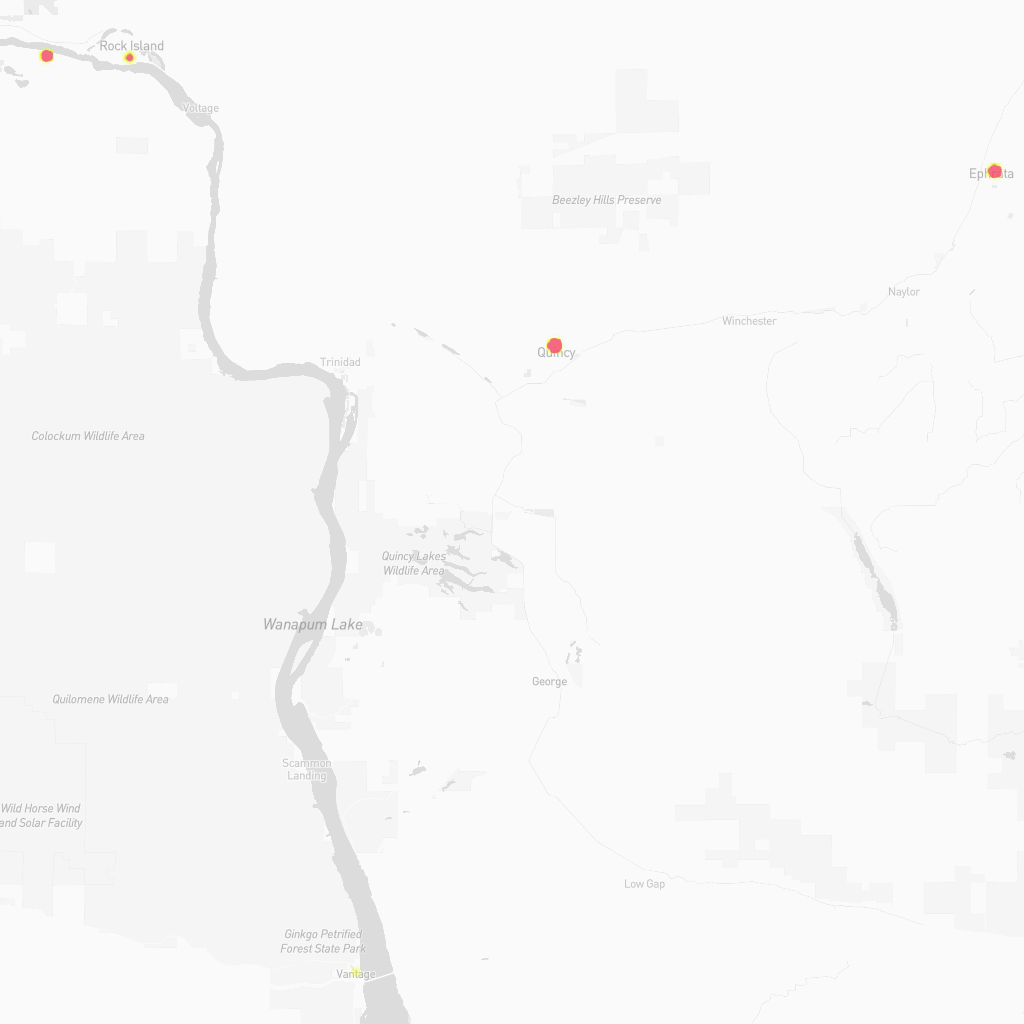 Rock Island
Voltage
Ephrata
Beezley Hills Preserve
Naylor
Winchester
Quincy
Trinidad
Colockum Wildlife Area
Quincy Lakes
Wildlife Area
Wanapum Lake
George
Quilomene Wildlife Area
Scammon
Landing
Wild Horse Wind
and Solar Facility
Low Gap
Ginkgo Petrified
Forest State Park
Vantage